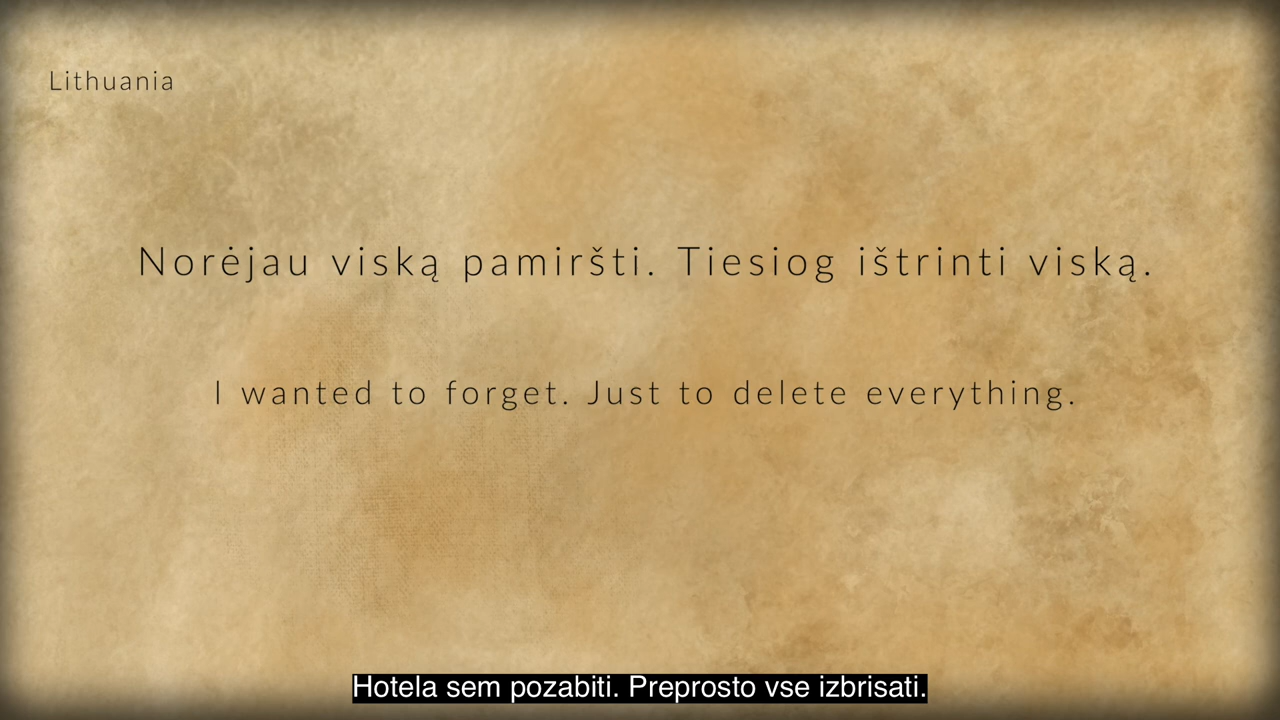 Lithuania
Norėjau viską pamiršti. Tiesiog ištrinti viską.
I wanted to forget. Just to delete everything.
Hotela sem pozabiti. Preprosto vse izbrisati.